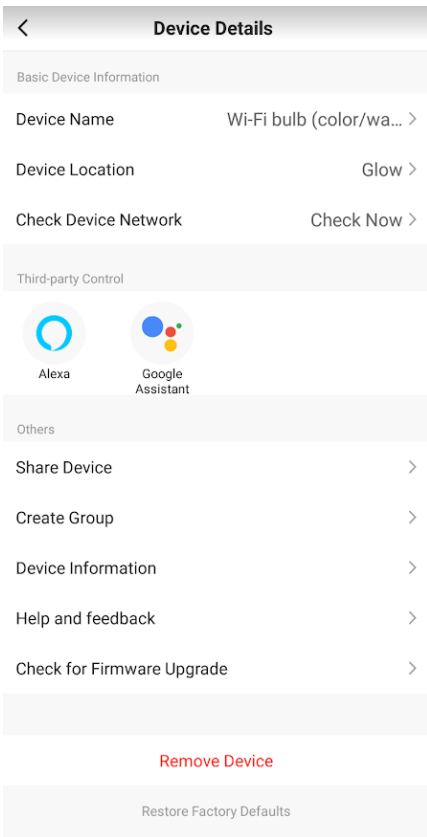 Device Details
Basic Device Information
Device Name Wi-Fi bulb (color/wa...
Device Location Glow
Check Device Network Check Now
Third-party Control
Alexa
Google
Assistant
Others
Share Device
Create Group
Device Information
Help and feedback
Check for Firmware Upgrade
Remove Device
Restore Factory Defaults